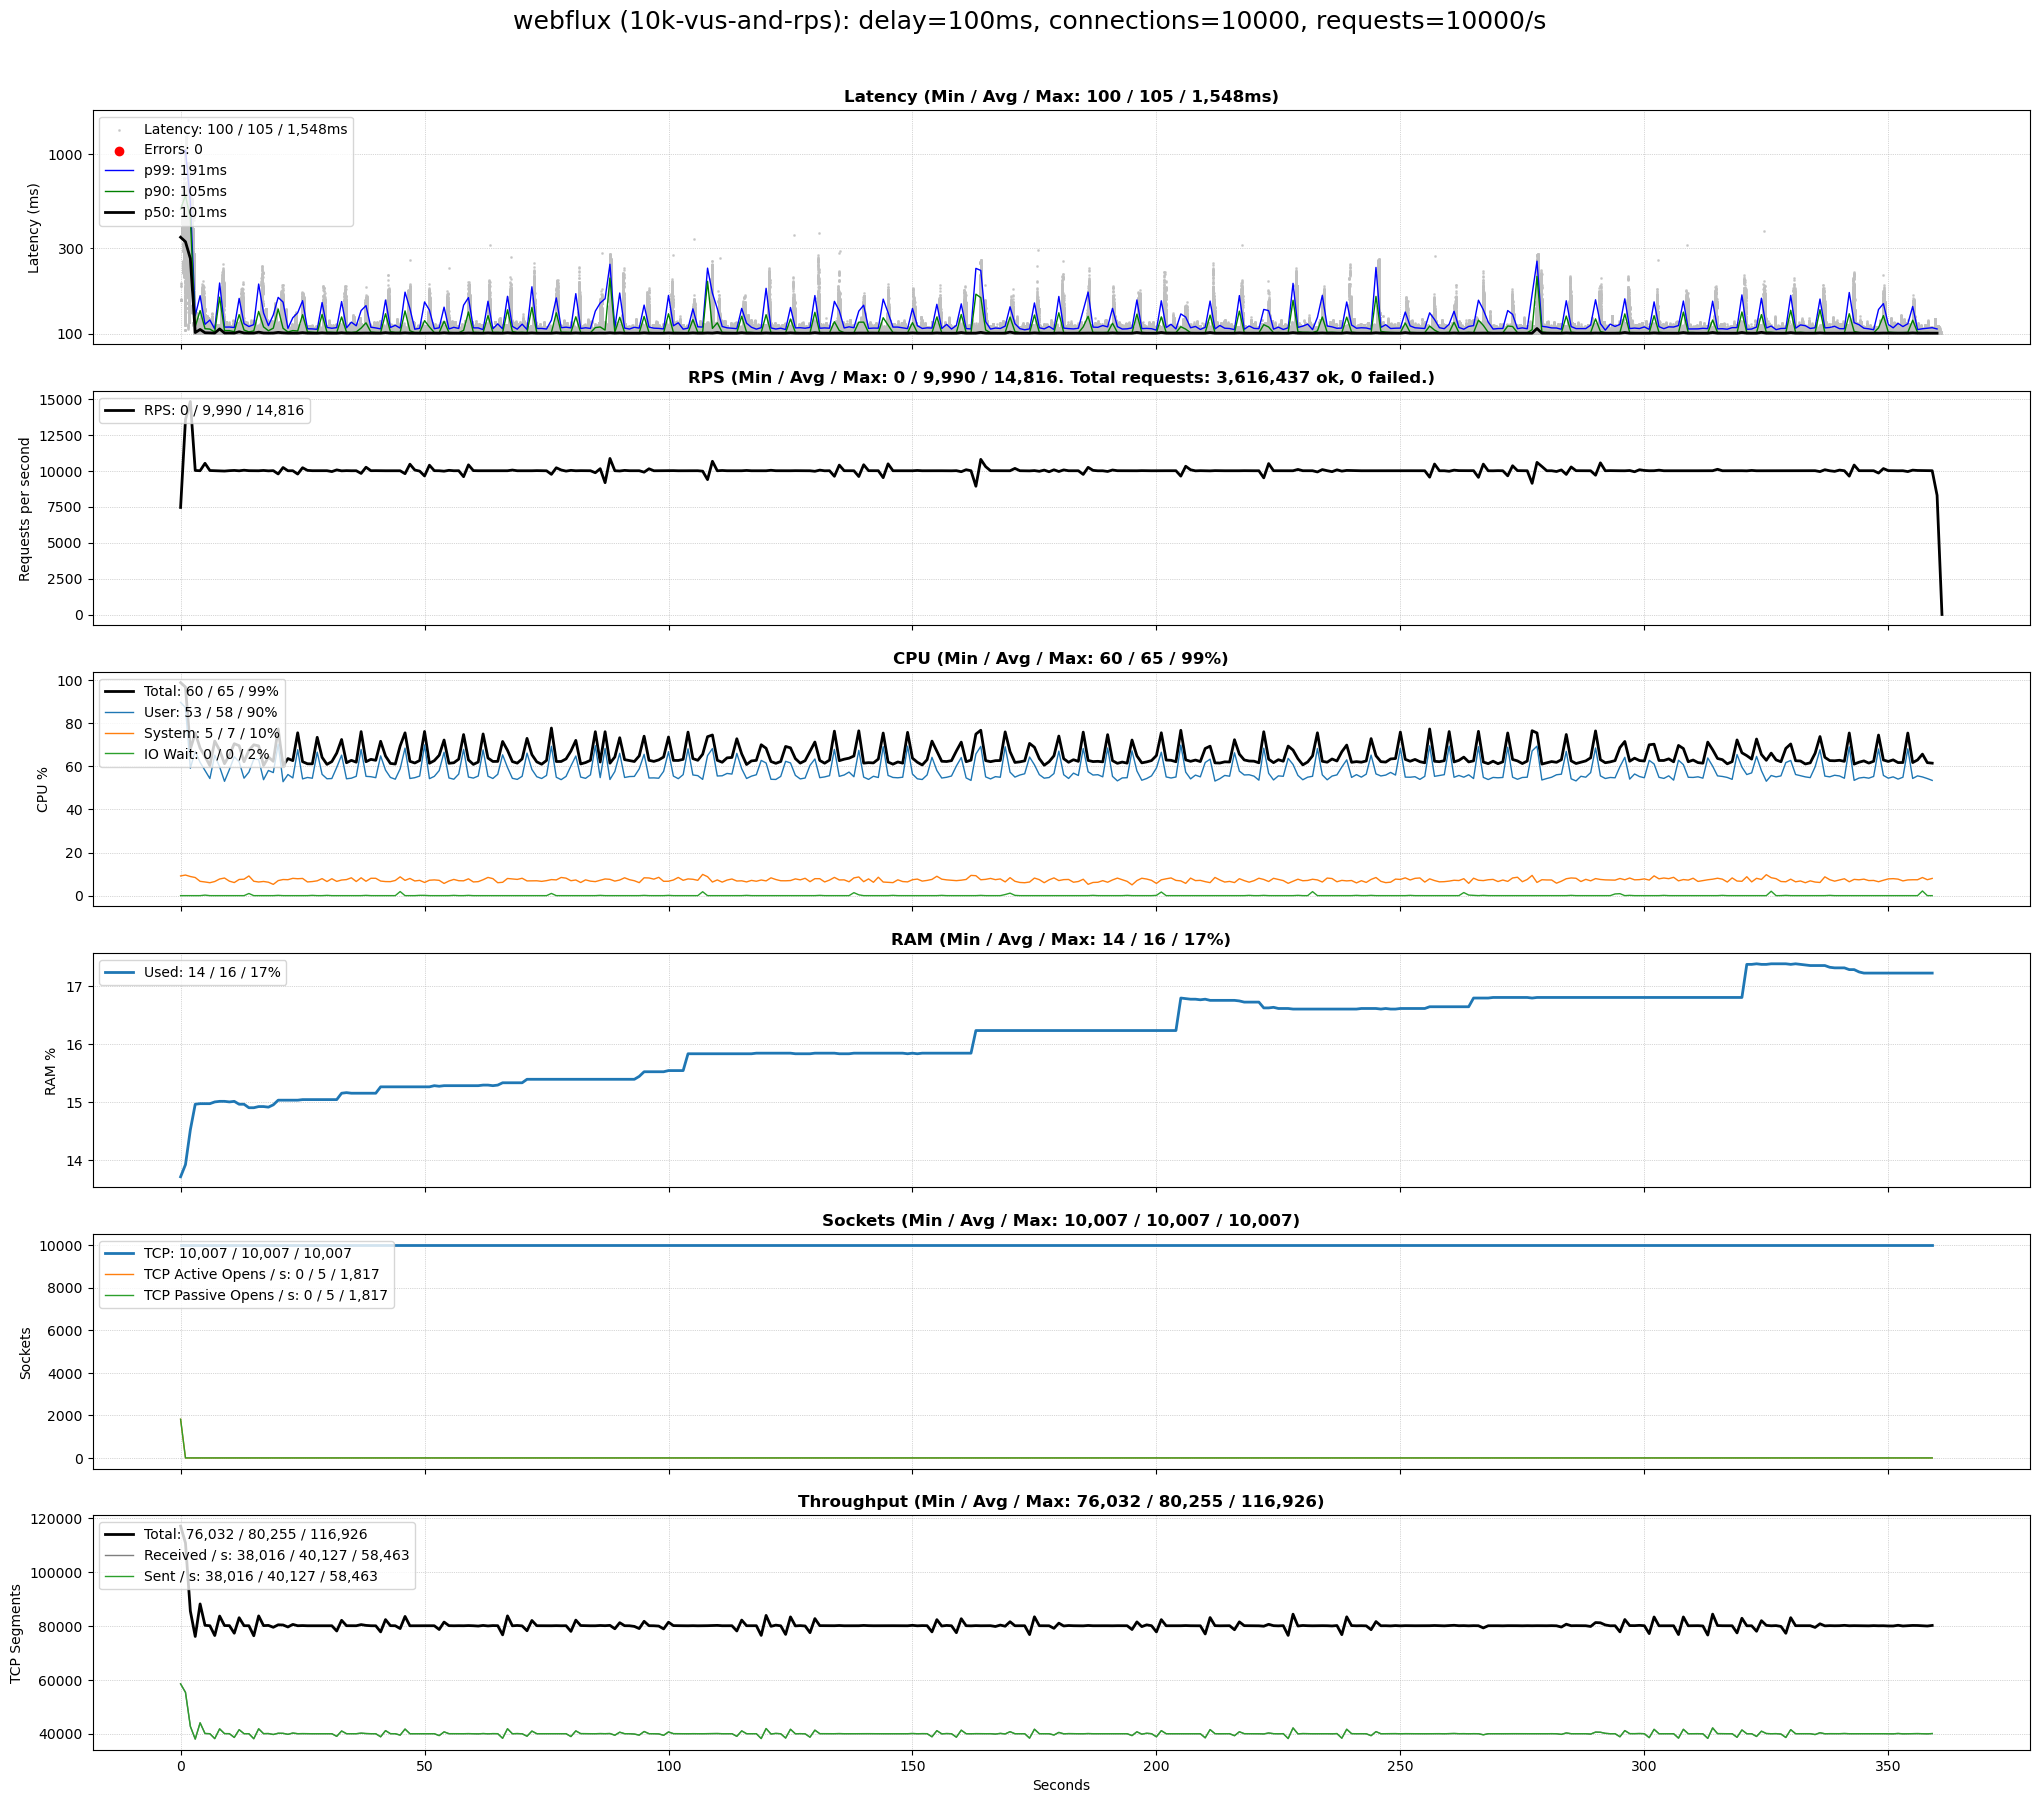 webflux (10k-vus-and-rps): delay=100ms, connections=10000, requests=10000/s
Latency (Min / Avg / Max: 100 / 105 / 1,548ms)
Latency: 100 / 105 / 1,548ms
Errors: 0
p99: 191ms
p90: 105ms
p50: 101ms
1000
300
100
Latency (ms)
RPS (Min / Avg / Max: 0 / 9,990 / 14,816. Total requests: 3,616,437 ok, 0 failed.)
RPS: 0 / 9,990 / 14,816
15000
12500
10000
7500
5000
2500
0
Requests per second
CPU (Min / Avg / Max: 60 / 65 / 99%)
Total: 60 / 65 / 99%
User: 53 / 58 / 90%
System: 5 / 7 / 10%
IO Wait: 0 / 0 / 2%
100
80
60
40
20
0
CPU %
RAM (Min / Avg / Max: 14 / 16 / 17%)
Used: 14 / 16 / 17%
17
16
15
14
RAM %
Sockets (Min / Avg / Max: 10,007 / 10,007 / 10,007)
TCP: 10,007 / 10,007 / 10,007
TCP Active Opens / s: 0 / 5 / 1,817
TCP Passive Opens / s: 0 / 5 / 1,817
10000
8000
6000
4000
2000
0
Sockets
Throughput (Min / Avg / Max: 76,032 / 80,255 / 116,926)
Total: 76,032 / 80,255 / 116,926
Received / s: 38,016 / 40,127 / 58,463
Sent / s: 38,016 / 40,127 / 58,463
120000
100000
80000
60000
40000
TCP Segments
0 50 100 150 200 250 300 350
Seconds